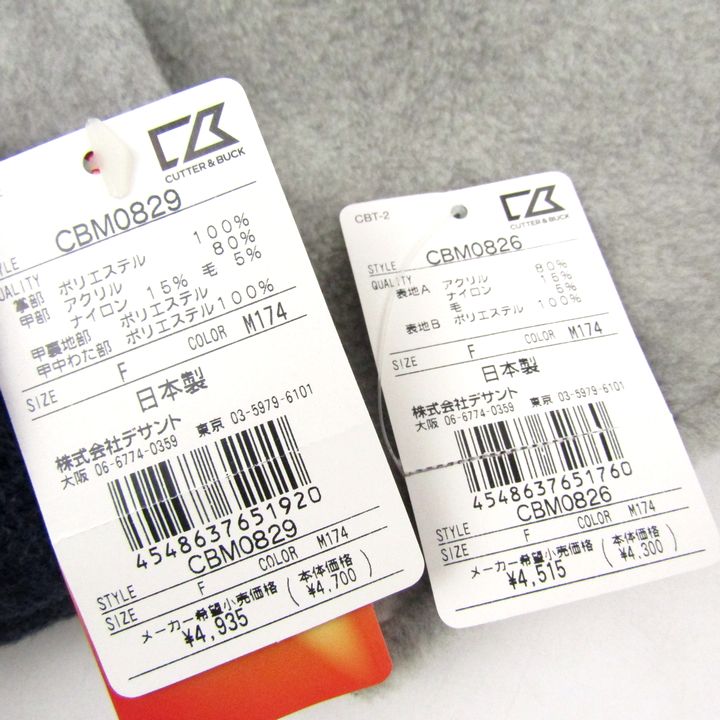 CUTTER & BUCK
STYLE CBM0829
QUALITY
掌部 ポリエステル 100%
甲部 アクリル 80%
ナイロン 15% 毛 5%
甲裏地部 ポリエステル
甲中わた部 ポリエステル100%
SIZE F COLOR M174
日本製
株式会社デサント
大阪 06-6774-0359 東京 03-5979-6101
4548637651920
STYLE CBM0829
SIZE F COLOR M174
メーカー希望小売価格 (本体価格
¥4,935 ¥4,700)
CBT-2
CUTTER & BUCK
STYLE CBM0826
QUALITY
表地A アクリル 80%
ナイロン 15%
毛 5%
表地B ポリエステル 100%
SIZE F COLOR M174
日本製
株式会社デサント
大阪 06-6774-0359 東京 03-5979-6101
4548637651760
STYLE CBM0826
SIZE F COLOR M174
メーカー希望小売価格 (本体価格
¥4,515 ¥4,300)